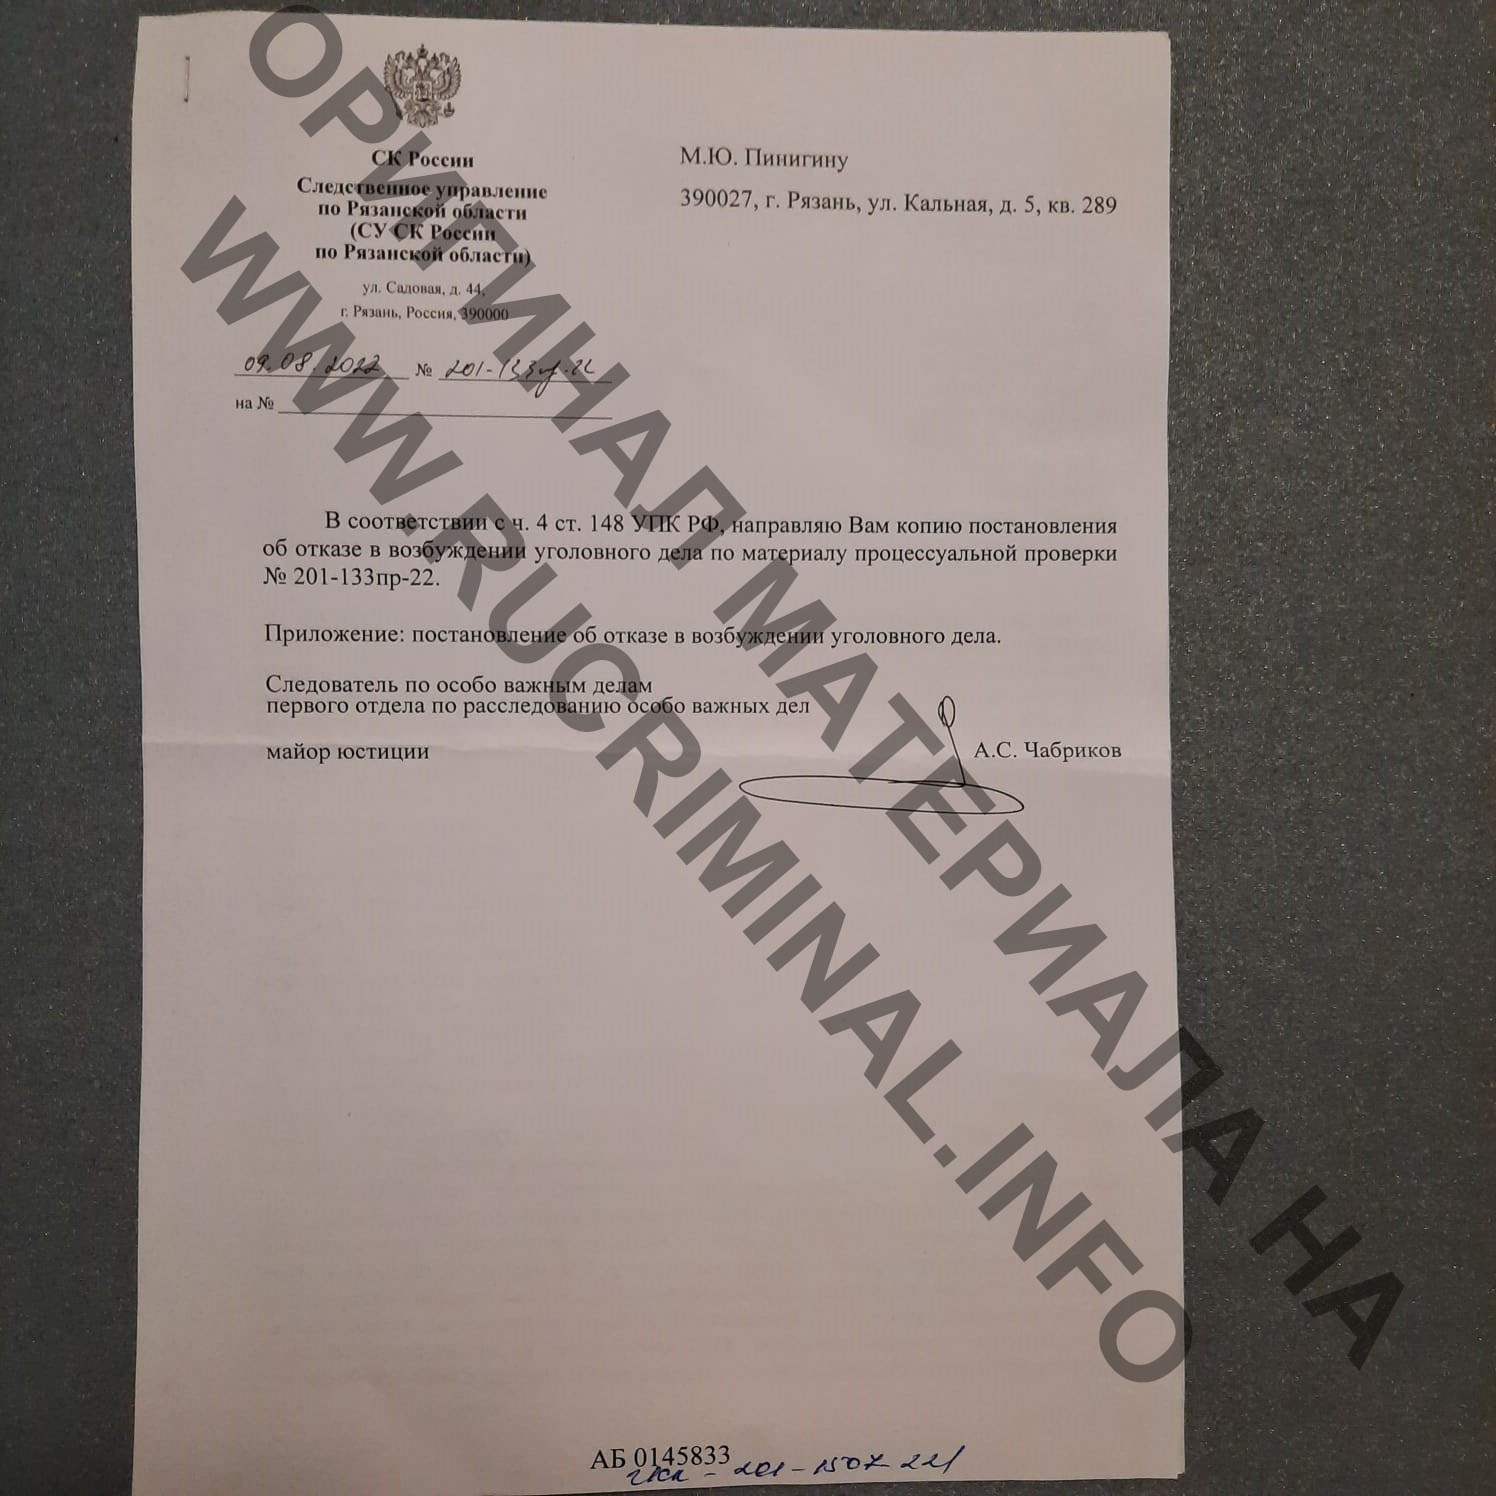 СК России
Следственное управление
по Рязанской области
(СУ СК России
по Рязанской области)
ул. Садовая, д. 44,
г. Рязань, Россия, 390000
09.08.2022 № 201-133пр-22
на №
М.Ю. Пинигину
390027, г. Рязань, ул. Кальная, д. 5, кв. 289
В соответствии с ч. 4 ст. 148 УПК РФ, направляю Вам копию постановления
об отказе в возбуждении уголовного дела по материалу процессуальной проверки
№ 201-133пр-22.
Приложение: постановление об отказе в возбуждении уголовного дела.
Следователь по особо важным делам
первого отдела по расследованию особо важных дел
майор юстиции
А.С. Чабриков
АБ 0145833
ОРИГИНАЛ МАТЕРИАЛА НА
WWW.RUCRIMINAL.INFO